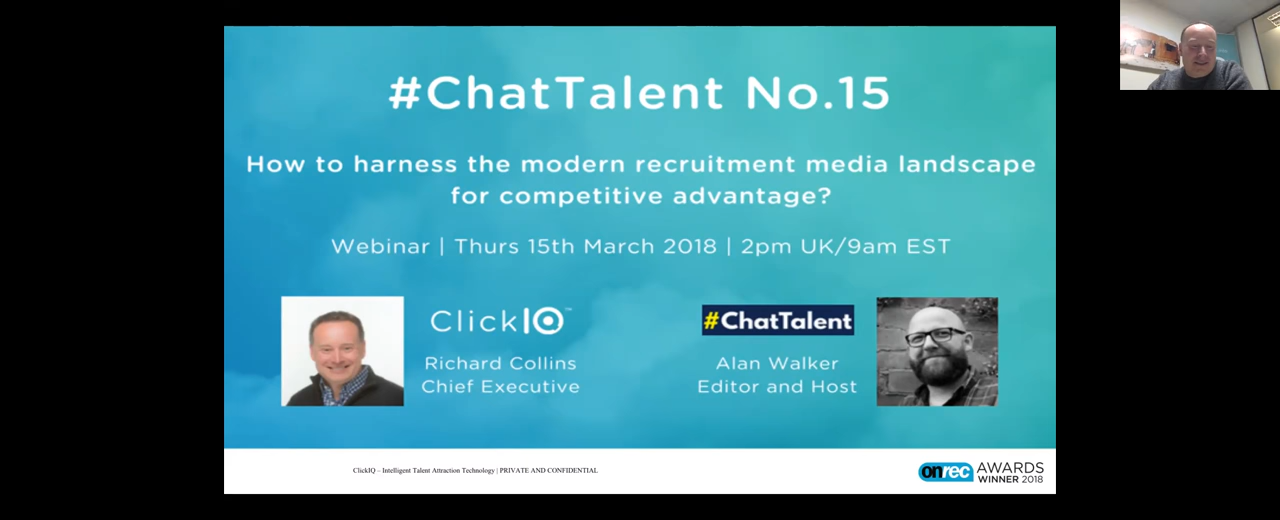 #ChatTalent No.15
How to harness the modern recruitment media landscape
for competitive advantage?
Webinar | Thurs 15th March 2018 | 2pm UK/9am EST
ClickIQ™
Richard Collins
Chief Executive
#ChatTalent
Alan Walker
Editor and Host
ClickIQ – Intelligent Talent Attraction Technology | PRIVATE AND CONFIDENTIAL
onrec AWARDS
WINNER 2018